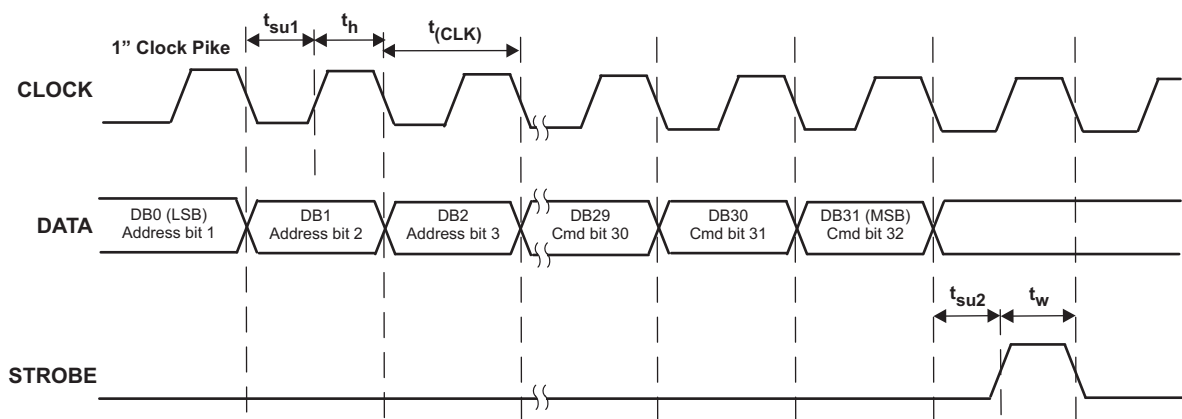 tsu1
th
t(CLK)
1” Clock Pike
CLOCK
DATA
DB0 (LSB)
Address bit 1
DB1
Address bit 2
DB2
Address bit 3
DB29
Cmd bit 30
DB30
Cmd bit 31
DB31 (MSB)
Cmd bit 32
tsu2
tw
STROBE